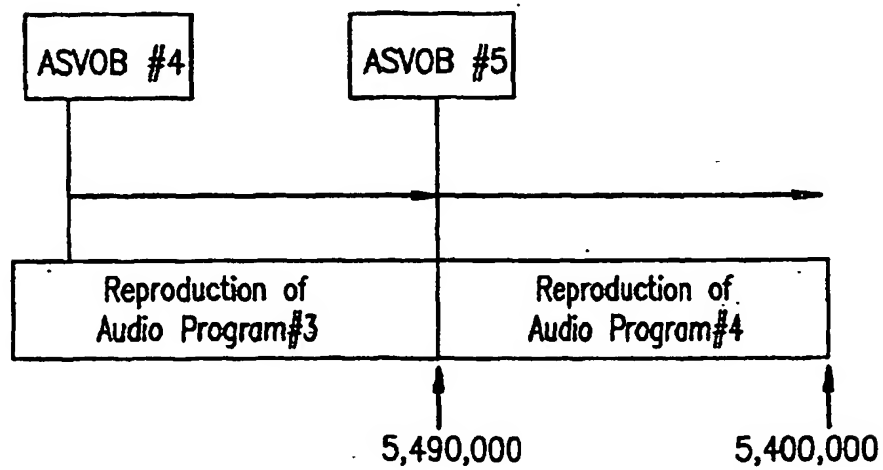 ASVOB #4
ASVOB #5
Reproduction of
Audio Program#3
Reproduction of
Audio Program#4
5,490,000
5,400,000